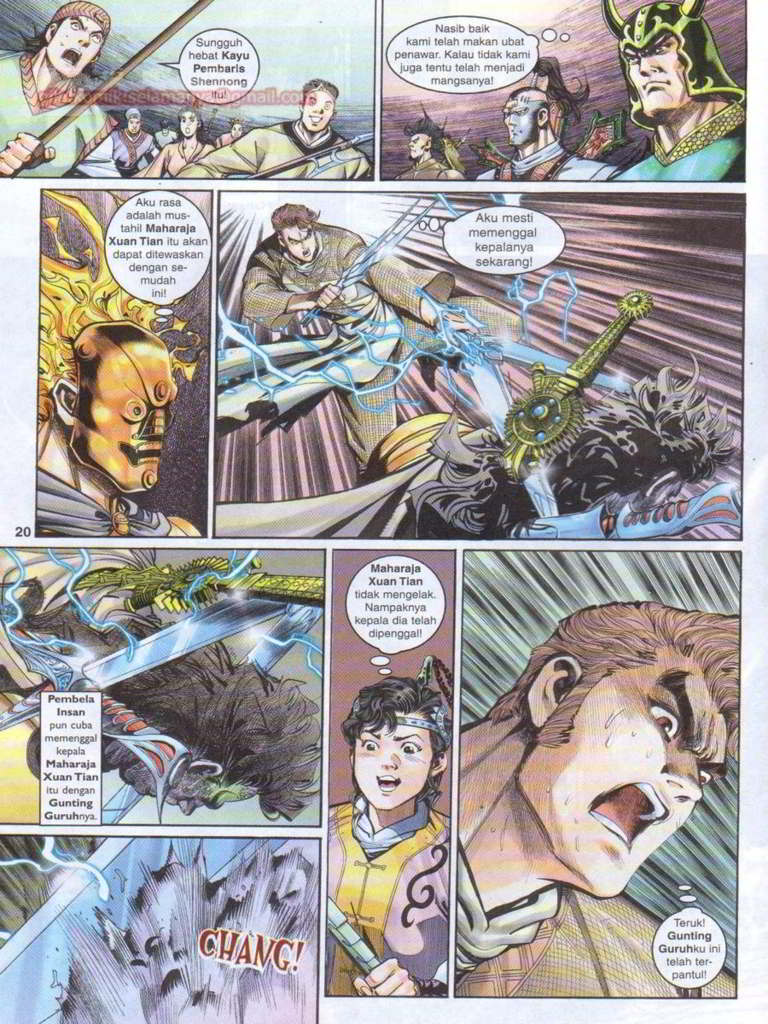 Sungguh
hebat Kayu
Pembaris
Shennong
itu!
Nasib baik
kami telah makan ubat
penawar. Kalau tidak kami
juga tentu telah menjadi
mangsanya!
Aku rasa
adalah mus-
tahil Maharaja
Xuan Tian itu akan
dapat ditewaskan
dengan se-
mudah
ini!
Aku mesti
memenggal
kepalanya
sekarang!
20
Pembela
Insan
pun cuba
memenggal
kepala
Maharaja
Xuan Tian
itu dengan
Gunting
Guruhnya.
Maharaja
Xuan Tian
tidak mengelak.
Nampaknya
kepala dia telah
dipenggal!
CHANG!
Teruk!
Gunting
Guruhku ini
telah ter-
pantul!